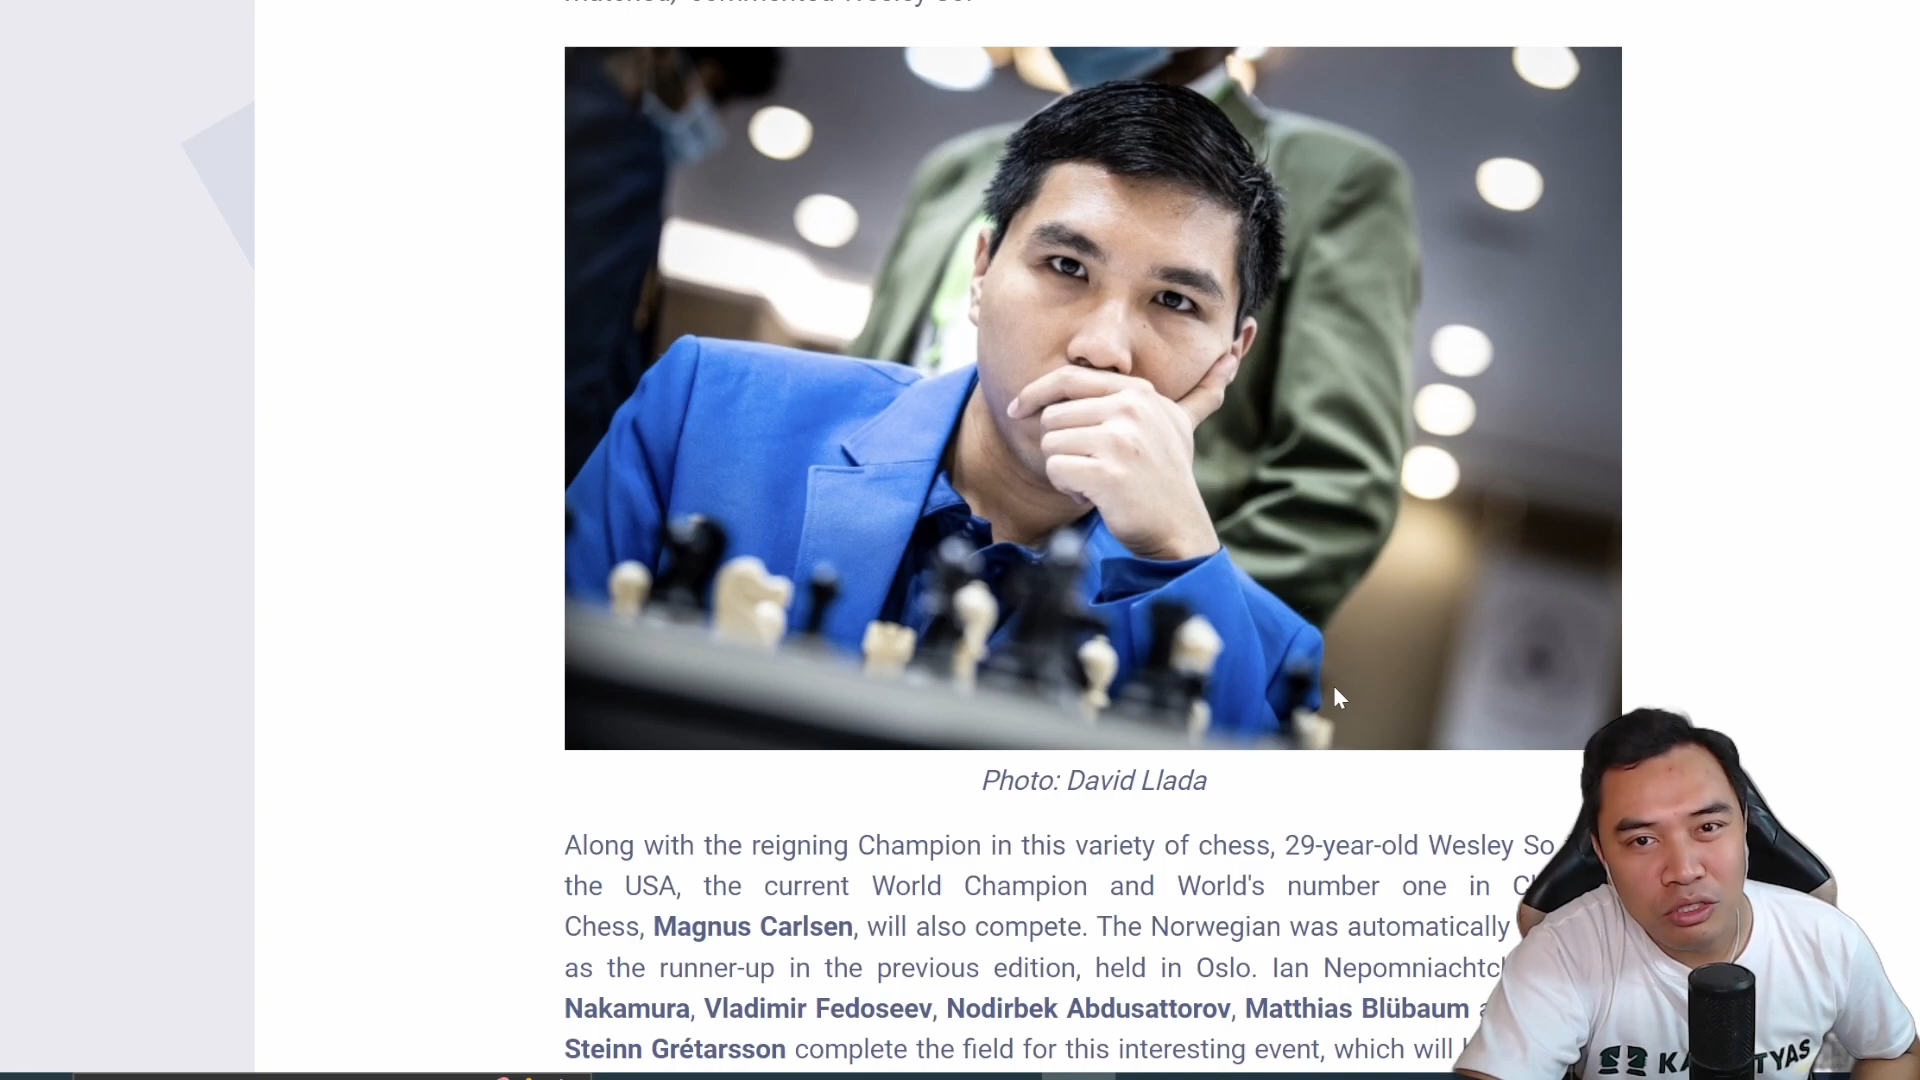 commented Wesley So.
Photo: David Llada
Along with the reigning Champion in this variety of chess, 29-year-old Wesley So
the USA, the current World Champion and World's number one in
Chess, Magnus Carlsen, will also compete. The Norwegian was automatically
as the runner-up in the previous edition, held in Oslo. Ian
Nakamura, Vladimir Fedoseev, Nodirbek Abdusattorov, Matthias Blübaum
Steinn Grétarsson complete the field for this interesting event, which will